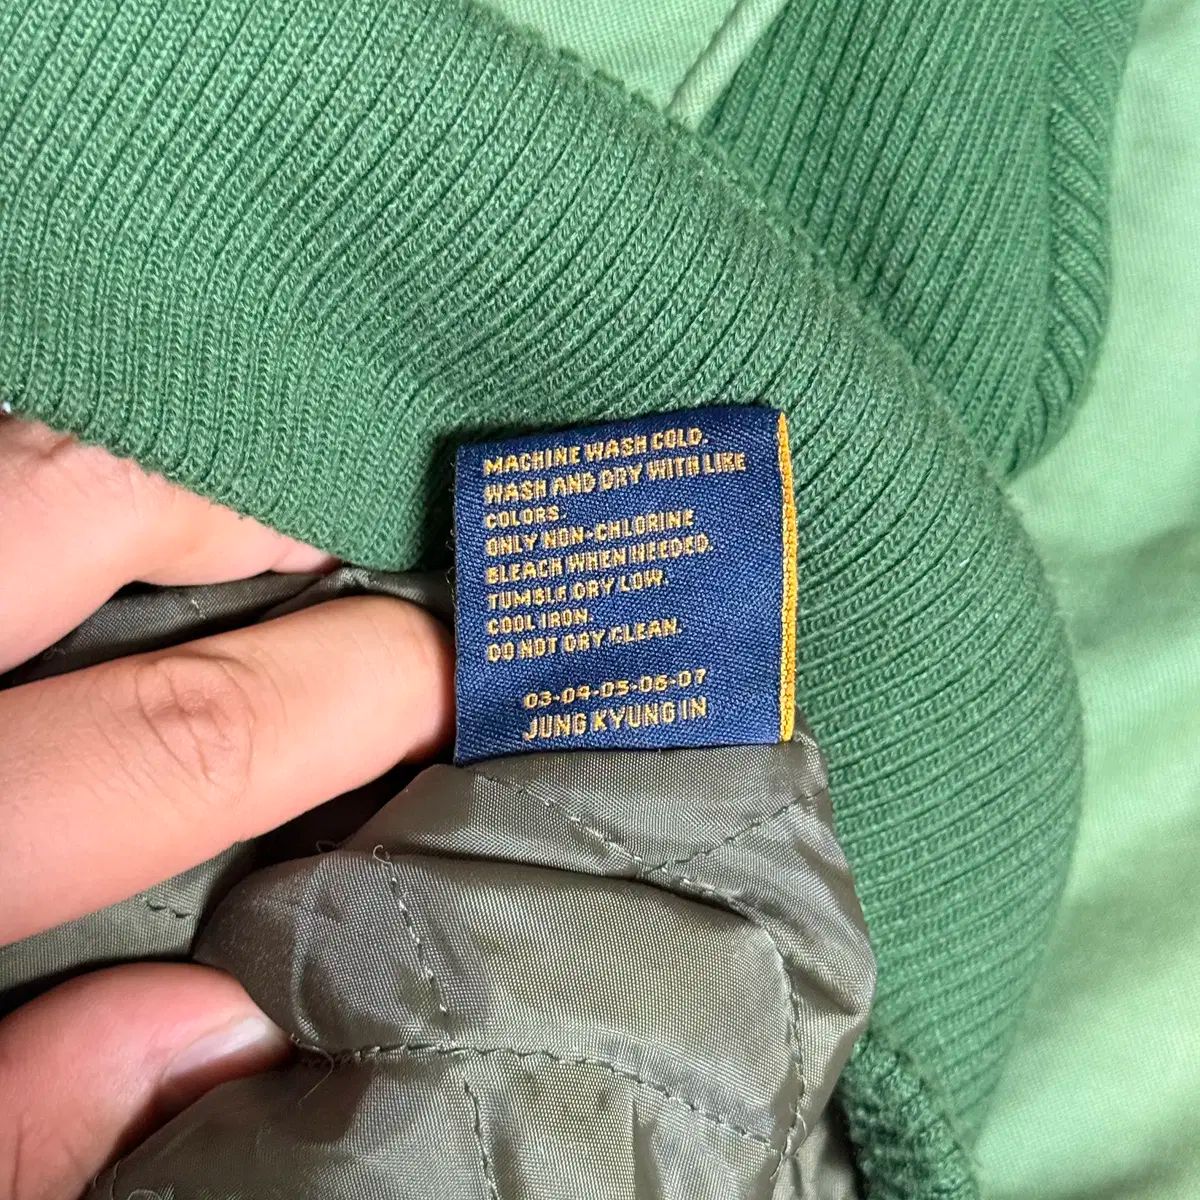 MACHINE WASH COLD.
WASH AND DRY WITH LIKE
COLORS.
ONLY NON-CHLORINE
BLEACH WHEN NEEDED.
TUMBLE DRY LOW.
COOL IRON.
DO NOT DRY CLEAN.
03-04-05-06-07
JUNG KYUNG IN